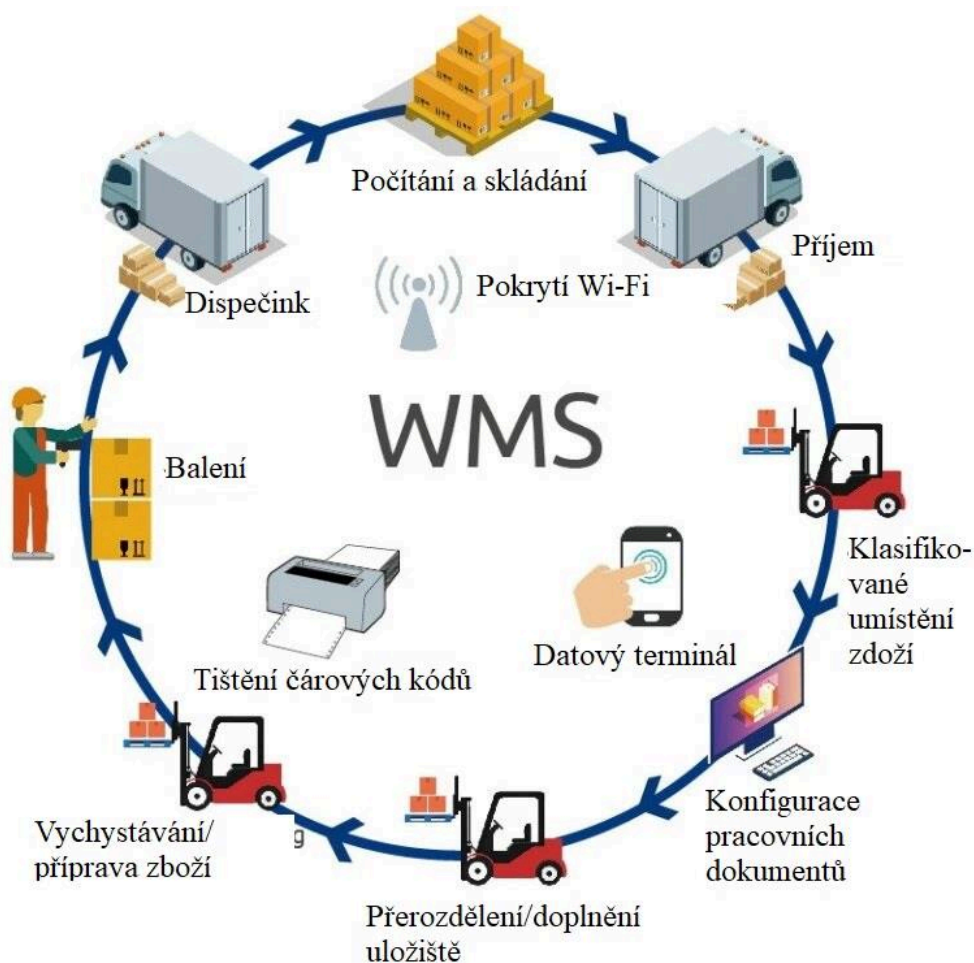 Počítání a skládání
Příjem
Dispečink
Pokrytí Wi-Fi
WMS
Balení
Klasifiko-
vané
umístění
zdoží
Datový terminál
Tištění čárových kódů
Konfigurace
pracovních
dokumentů
Vychystávání/
příprava zboží
g
Přerozdělení/doplnění
uložiště